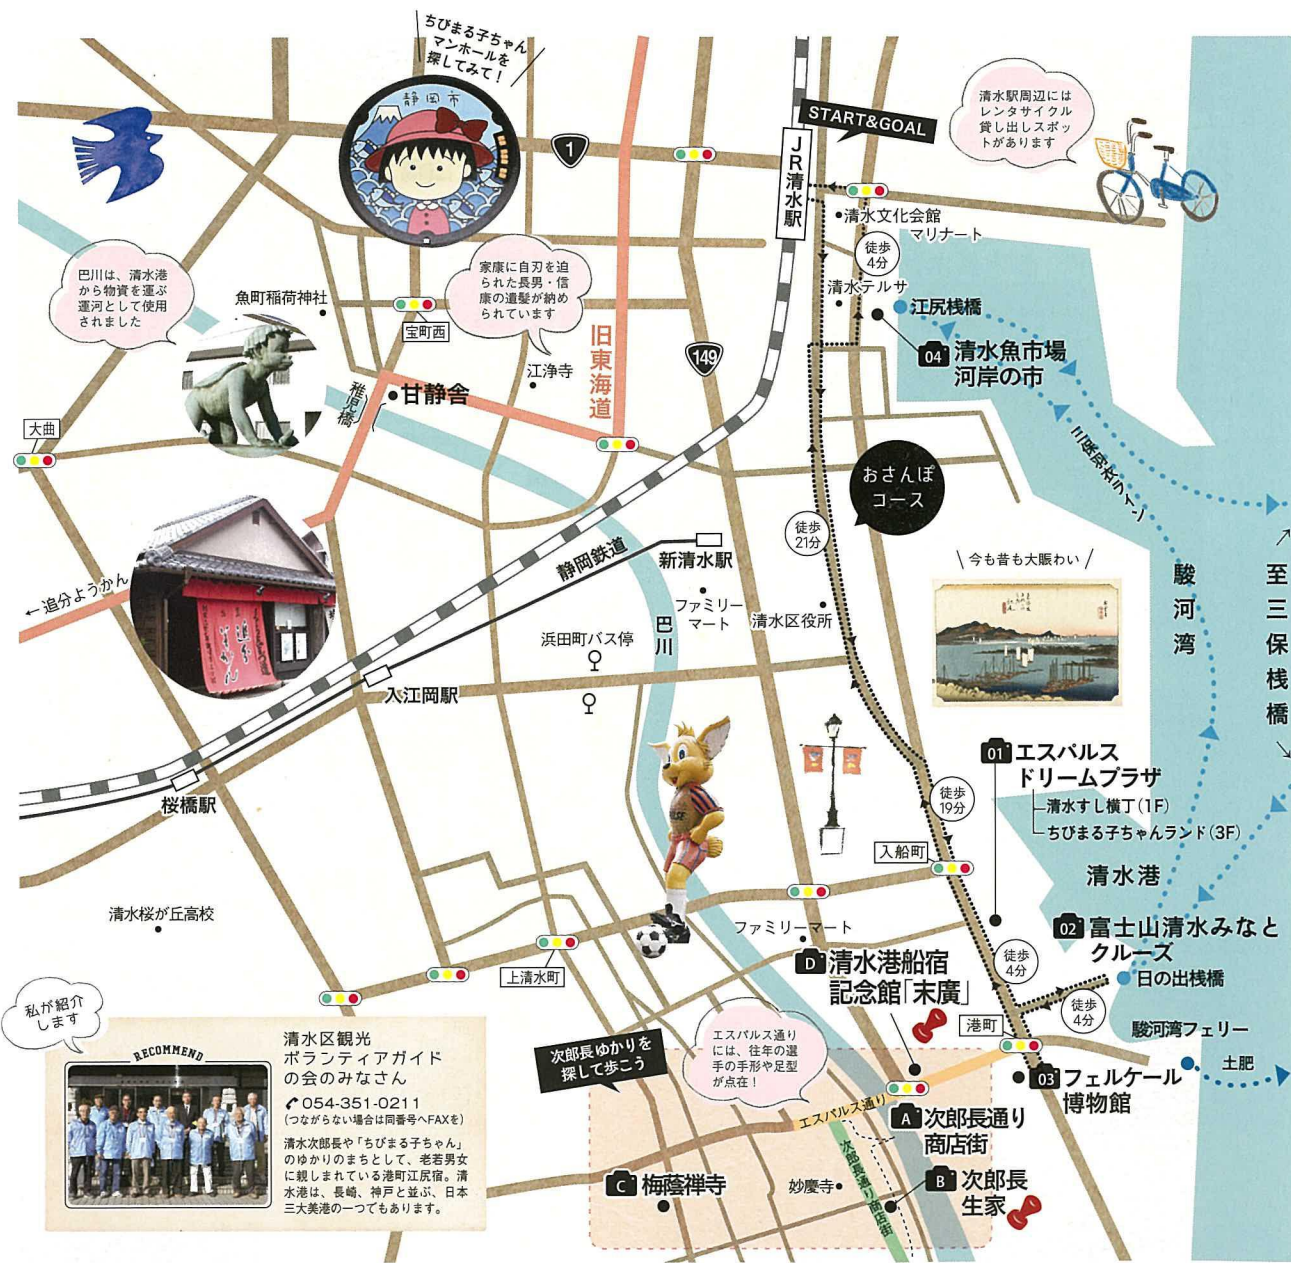 ちびまる子ちゃん
マンホールを
探してみて！
静岡市
1
START&GOAL
JR清水駅
清水駅周辺には
レンタサイクル
貸し出しスポッ
トがあります
清水文化会館
マリナート
徒歩
4分
清水テルサ
江尻桟橋
04 清水魚市場
河岸の市
巴川は、清水港
から物資を運ぶ
運河として使用
されました
魚町稲荷神社
宝町西
家康に自刃を迫
られた長男・信
康の遺髪が納め
られています
江浄寺
旧東海道
149
稚児橋
甘静舎
大曲
三保羽衣ライン
おさんぽ
コース
徒歩
21分
←追分ようかん
静岡鉄道
新清水駅
ファミリー
マート
巴川
清水区役所
浜田町バス停
入江岡駅
桜橋駅
今も昔も大賑わい
駿河湾
至三保桟橋
01 エスパルス
ドリームプラザ
清水すし横丁(1F)
ちびまる子ちゃんランド(3F)
徒歩
19分
入船町
清水港
清水桜が丘高校
上清水町
ファミリーマート
02 富士山清水みなと
クルーズ
日の出桟橋
徒歩
4分
徒歩
4分
D 清水港船宿
記念館「末廣」
港町
駿河湾フェリー
土肥
03 フェルケール
博物館
次郎長ゆかりを
探して歩こう
エスパルス通り
には、往年の選
手の手形や足型
が点在！
エスパルス通り
A 次郎長通り
商店街
次郎長通り商店街
C 梅蔭禅寺
妙慶寺
B 次郎長
生家
私が紹介
します
RECOMMEND
清水区観光
ボランティアガイド
の会のみなさん
054-351-0211
(つながらない場合は同番号へFAXを)
清水次郎長や「ちびまる子ちゃん」
のゆかりのまちとして、老若男女
に親しまれている港町江尻宿。清
水港は、長崎、神戸と並ぶ、日本
三大美港の一つでもあります。